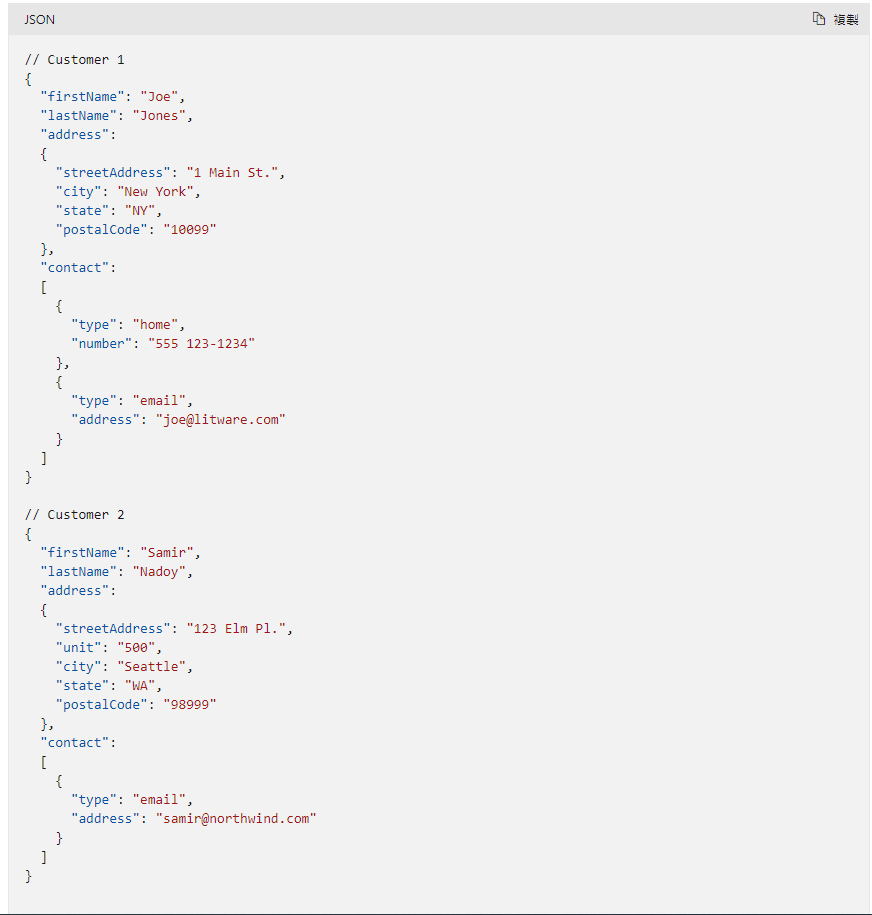 JSON
複製
// Customer 1
{
  "firstName": "Joe",
  "lastName": "Jones",
  "address":
  {
    "streetAddress": "1 Main St.",
    "city": "New York",
    "state": "NY",
    "postalCode": "10099"
  },
  "contact":
  [
    {
      "type": "home",
      "number": "555 123-1234"
    },
    {
      "type": "email",
      "address": "joe@litware.com"
    }
  ]
}

// Customer 2
{
  "firstName": "Samir",
  "lastName": "Nadoy",
  "address":
  {
    "streetAddress": "123 Elm Pl.",
    "unit": "500",
    "city": "Seattle",
    "state": "WA",
    "postalCode": "98999"
  },
  "contact":
  [
    {
      "type": "email",
      "address": "samir@northwind.com"
    }
  ]
}